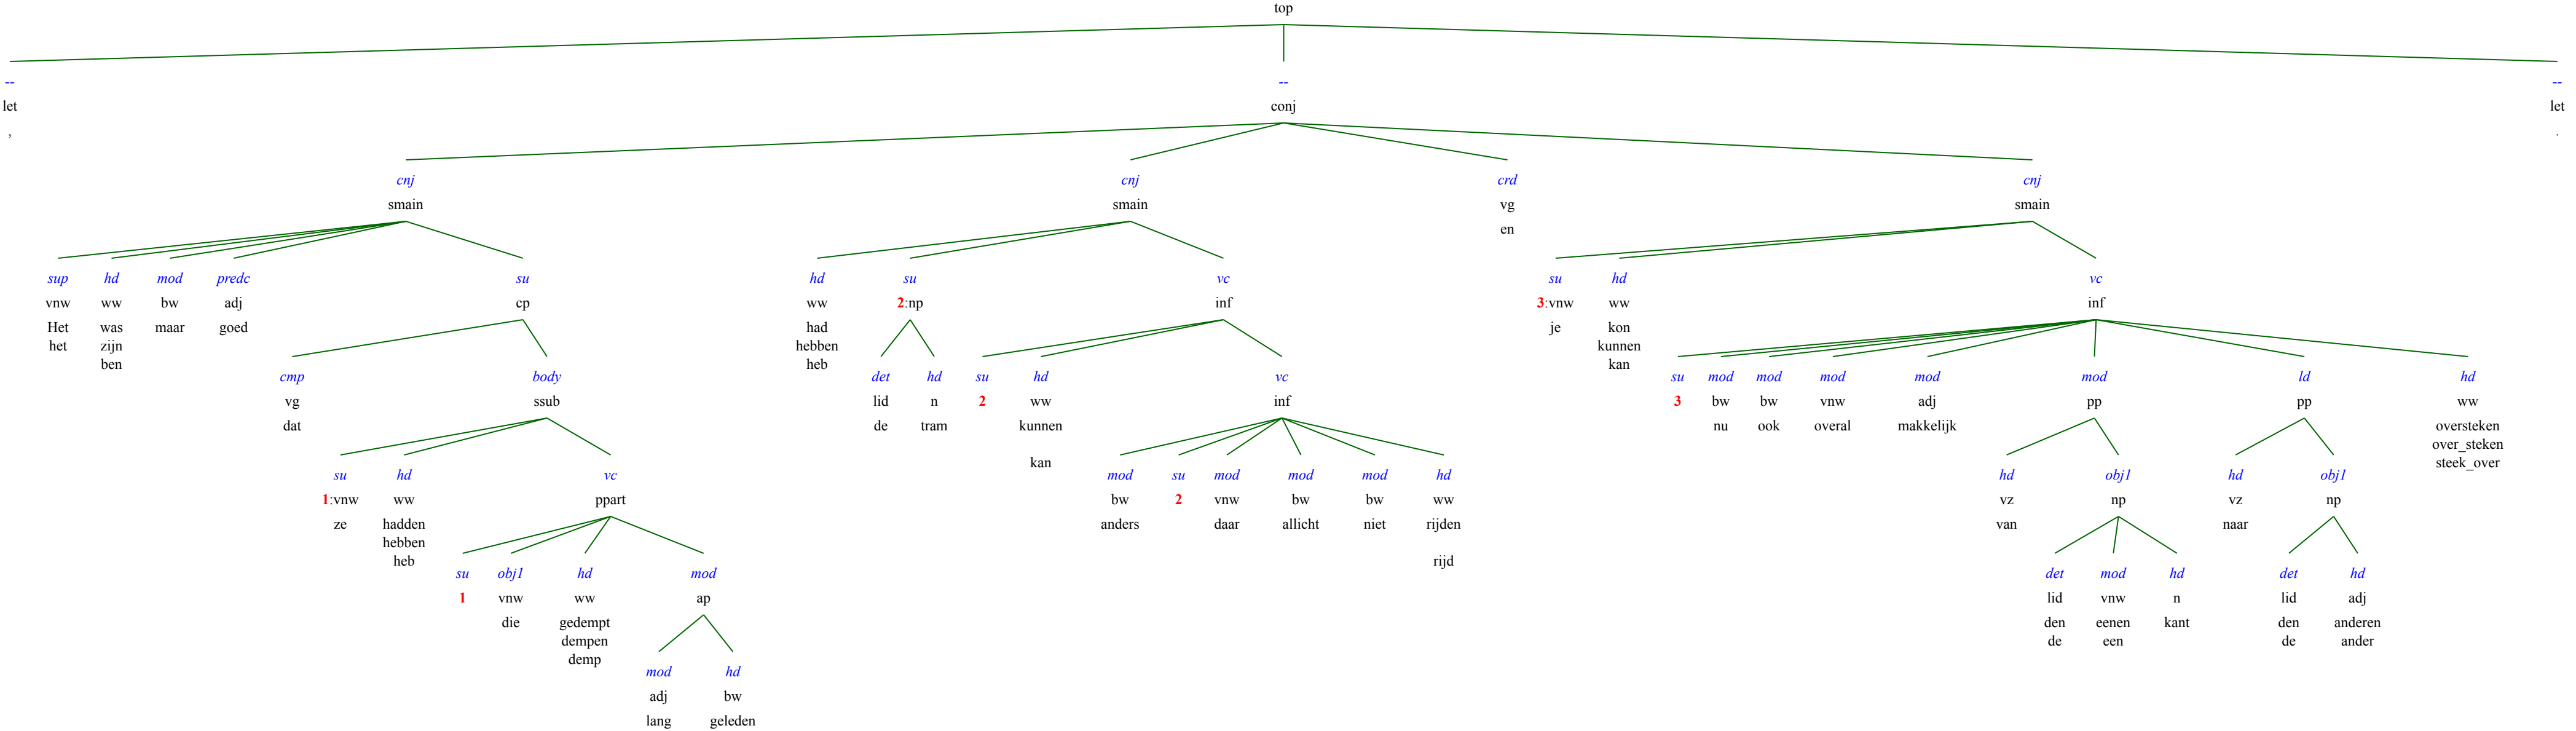 top
-- -- --
let conj let
, .
cnj cnj crd cnj
smain smain vg smain
en
sup hd mod predc su hd su vc su hd vc
vnw ww bw adj cp ww 2:np inf 3:vnw ww inf
Het was maar goed had je kon
het zijn hebben kunnen
ben heb kan
cmp body det hd su hd vc su mod mod mod mod mod ld hd
vg ssub lid n 2 ww inf 3 bw bw vnw adj pp pp ww
dat de tram kunnen nu ook overal makkelijk oversteken
over_steken
kan steek_over
su hd vc mod su mod mod mod hd hd obj1 hd obj1
1:vnw ww ppart bw 2 vnw bw bw ww vz np vz np
ze hadden anders daar allicht niet rijden van naar
hebben
heb rijd
su obj1 hd mod det mod hd det hd
1 vnw ww ap lid vnw n lid adj
die gedempt den eenen kant den anderen
dempen de een de ander
demp
mod hd
adj bw
lang geleden